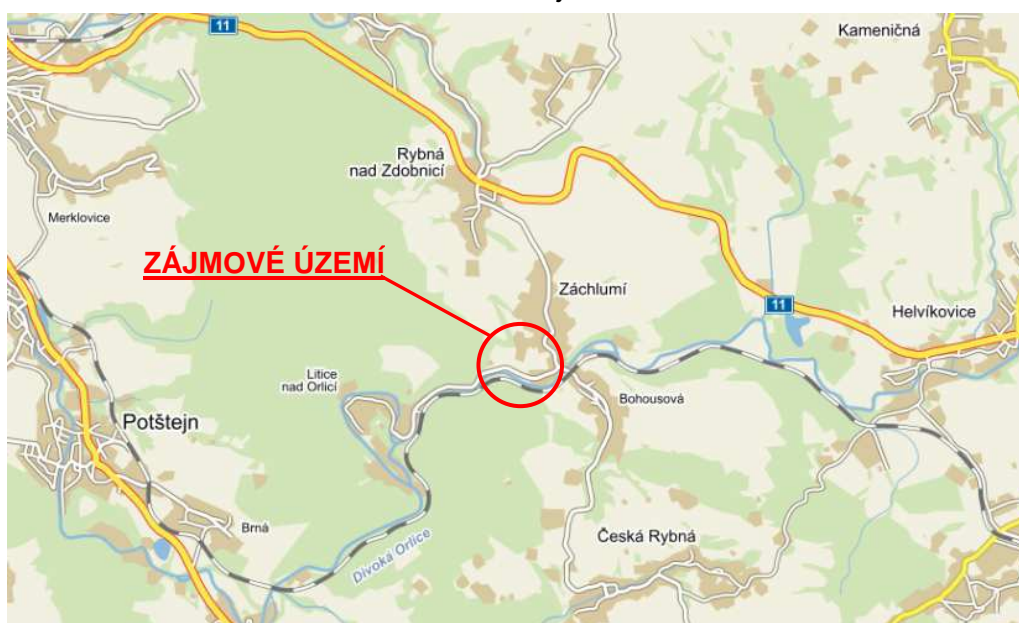 11
Kameničná
Rybná
nad Zdobnicí
Merklovice
ZÁJMOVÉ ÚZEMÍ
Záchlumí
11
Helvíkovice
Litice
nad Orlicí
Bohousová
Potštejn
Brná
Česká Rybná
Divoká Orlice